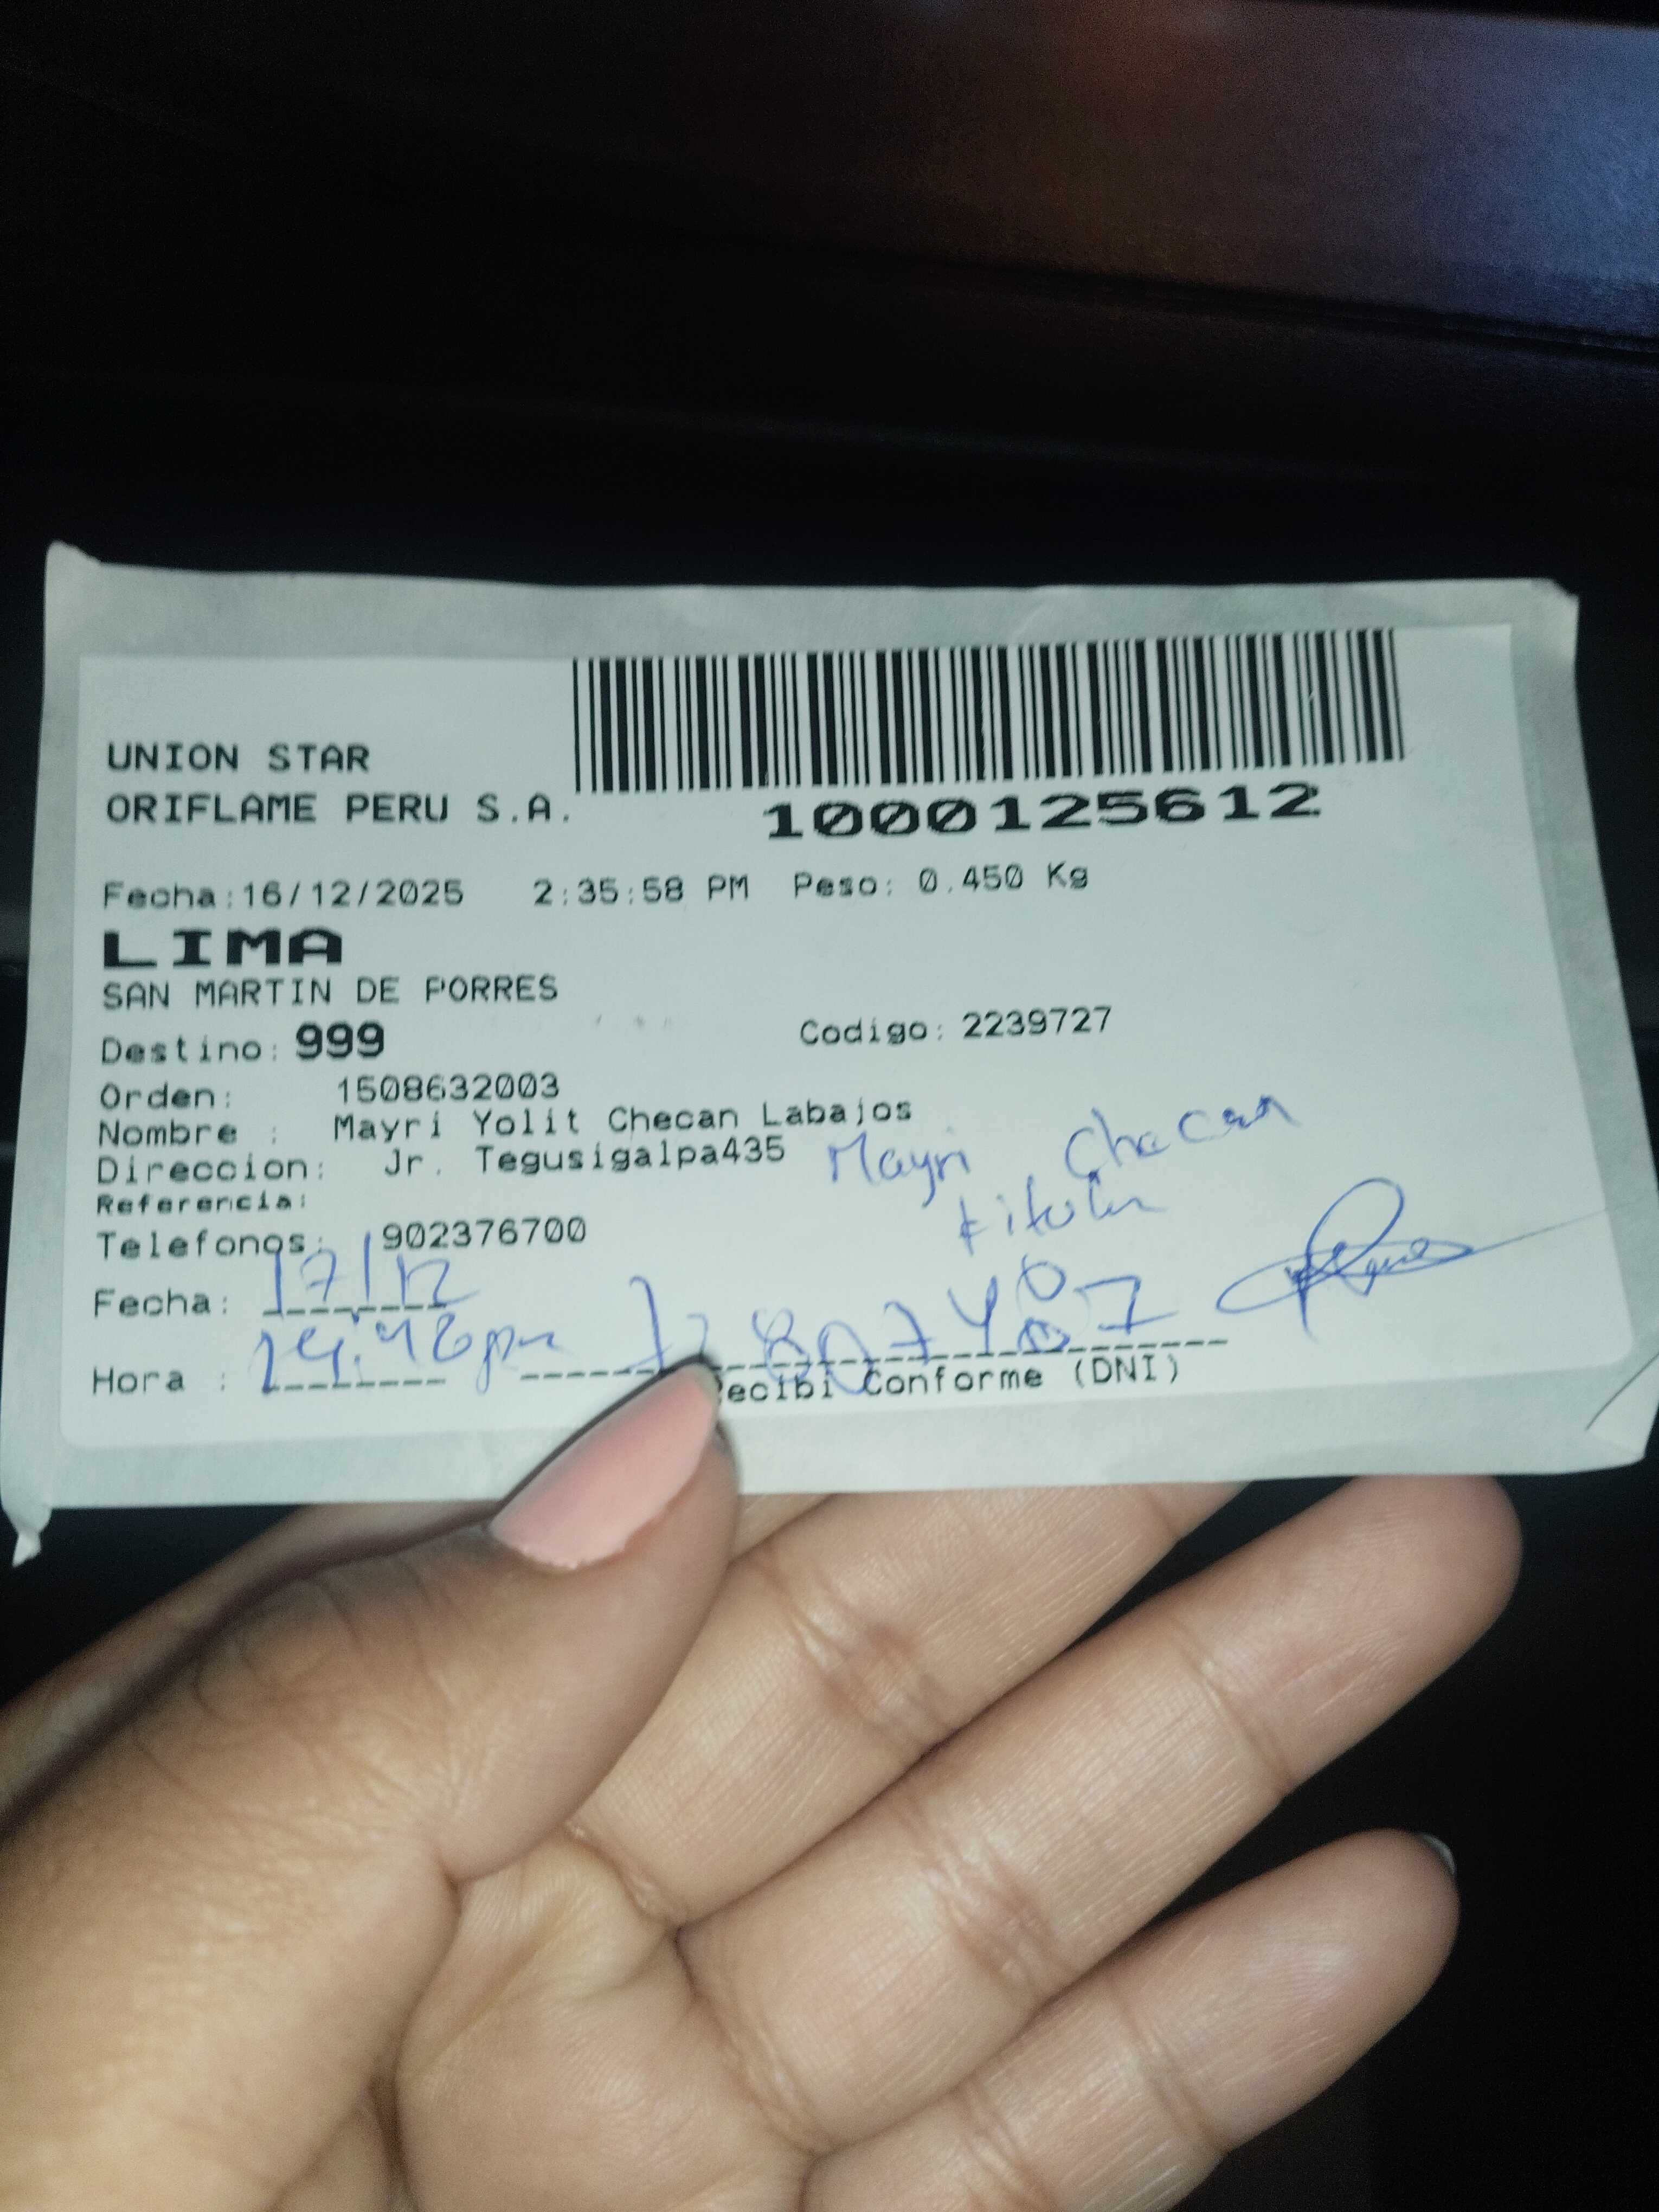 UNION STAR
ORIFLAME PERU S.A.
1000125612
Fecha:16/12/2025 2:35:58 PM Peso: 0.450 Kg
LIMA
SAN MARTIN DE PORRES
Destino: 999 Codigo: 2239727
Orden: 1508632003
Nombre : Mayri Yolit Checan Labajos
Direccion: Jr. Tegusigalpa435
Mayri Checan
Referencia:
titular
Telefonos: 902376700
Fecha: 17/12
Hora :
ecibi Conforme (DNI)